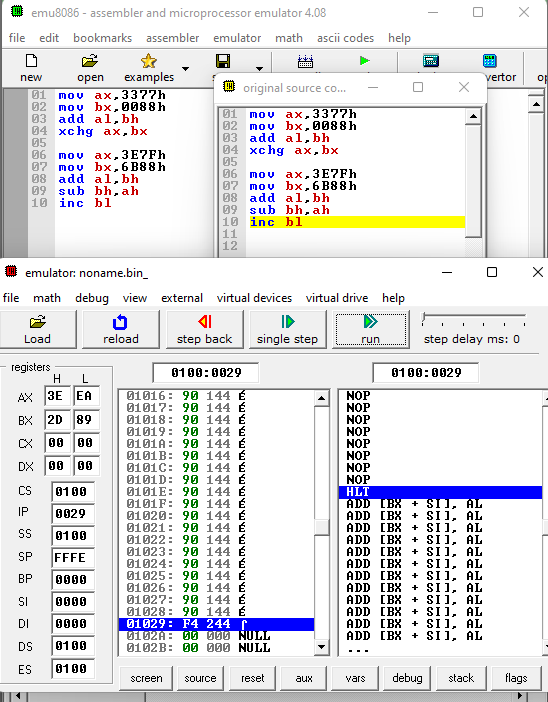 emu8086 - assembler and microprocessor emulator 4.08
file edit bookmarks assembler emulator math ascii codes help
new open examples s vertor op
original source co...
01 mov ax,3377h
02 mov bx,0088h
03 add al,bh
04 xchg ax,bx
05
06 mov ax,3E7Fh
07 mov bx,6B88h
08 add al,bh
09 sub bh,ah
10 inc bl
01 mov ax,3377h
02 mov bx,0088h
03 add al,bh
04 xchg ax,bx
05
06 mov ax,3E7Fh
07 mov bx,6B88h
08 add al,bh
09 sub bh,ah
10 inc bl
11
12
emulator: noname.bin_
file math debug view external virtual devices virtual drive help
Load reload step back single step run step delay ms: 0
registers
H L
AX 3E EA
BX 2D 89
CX 00 00
DX 00 00
CS 0100
IP 0029
SS 0100
SP FFFE
BP 0000
SI 0000
DI 0000
DS 0100
ES 0100
0100:0029
01016: 90 144 É
01017: 90 144 É
01018: 90 144 É
01019: 90 144 É
0101A: 90 144 É
0101B: 90 144 É
0101C: 90 144 É
0101D: 90 144 É
0101E: 90 144 É
0101F: 90 144 É
01020: 90 144 É
01021: 90 144 É
01022: 90 144 É
01023: 90 144 É
01024: 90 144 É
01025: 90 144 É
01026: 90 144 É
01027: 90 144 É
01028: 90 144 É
01029: F4 244 ⌠
0102A: 00 000 NULL
0102B: 00 000 NULL
0100:0029
NOP
NOP
NOP
NOP
NOP
NOP
NOP
NOP
HLT
ADD [BX + SI], AL
ADD [BX + SI], AL
ADD [BX + SI], AL
ADD [BX + SI], AL
ADD [BX + SI], AL
ADD [BX + SI], AL
ADD [BX + SI], AL
ADD [BX + SI], AL
ADD [BX + SI], AL
ADD [BX + SI], AL
ADD [BX + SI], AL
ADD [BX + SI], AL
...
screen source reset aux vars debug stack flags